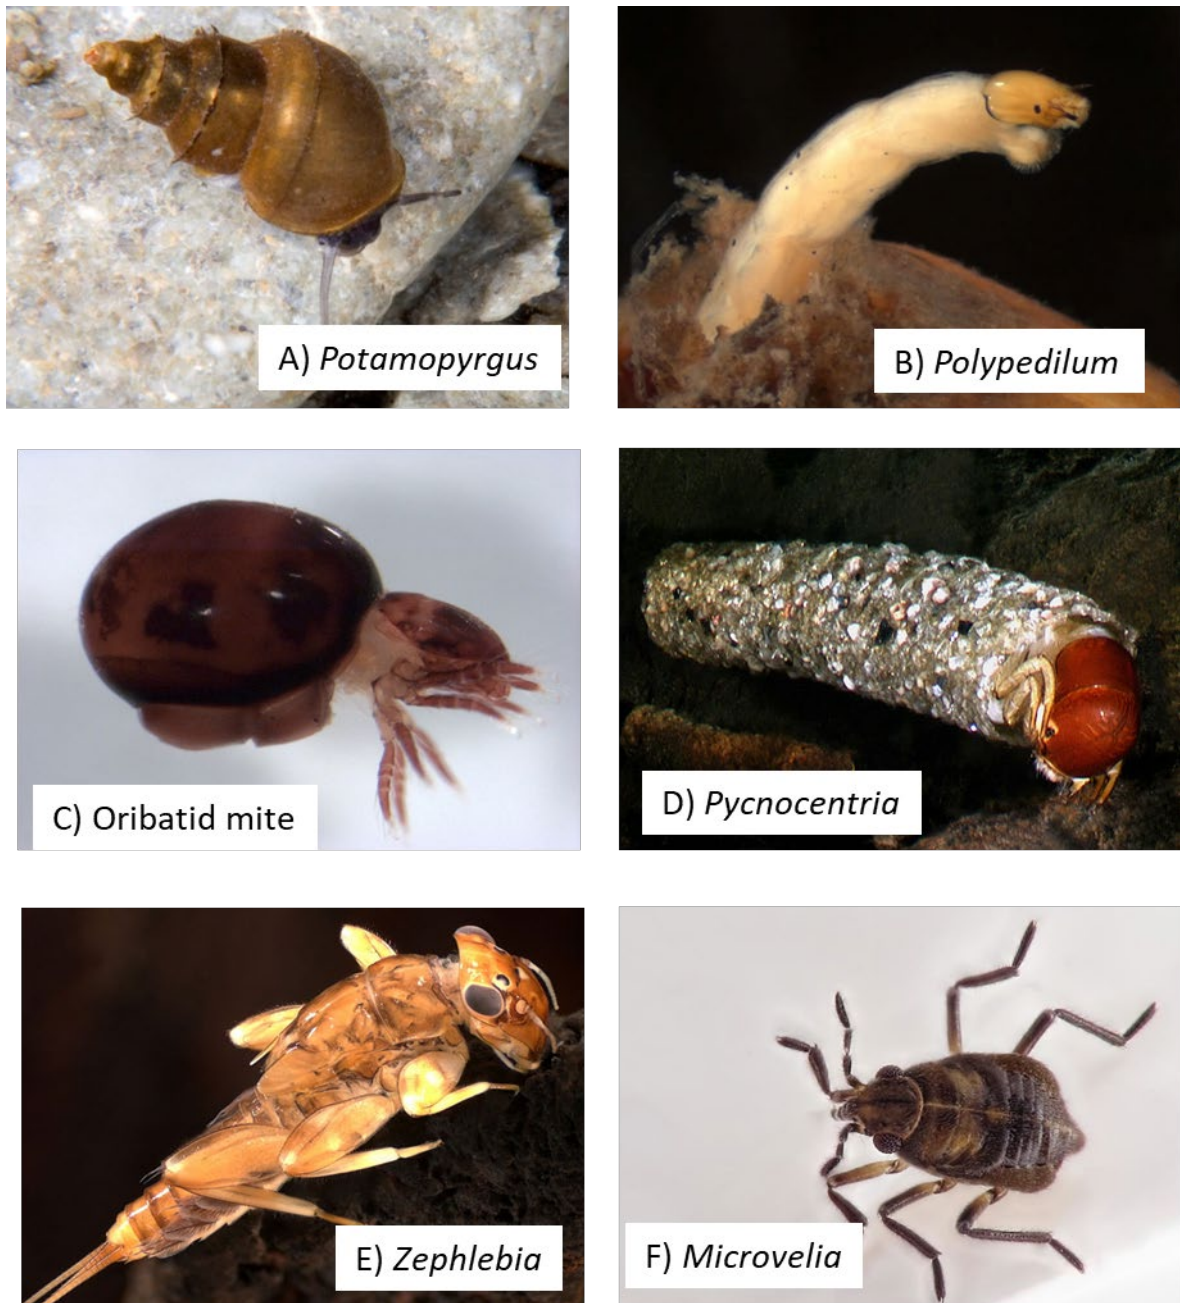 A) Potamopyrgus
B) Polypedilum
C) Oribatid mite
D) Pycnocentria
E) Zephlebia
F) Microvelia